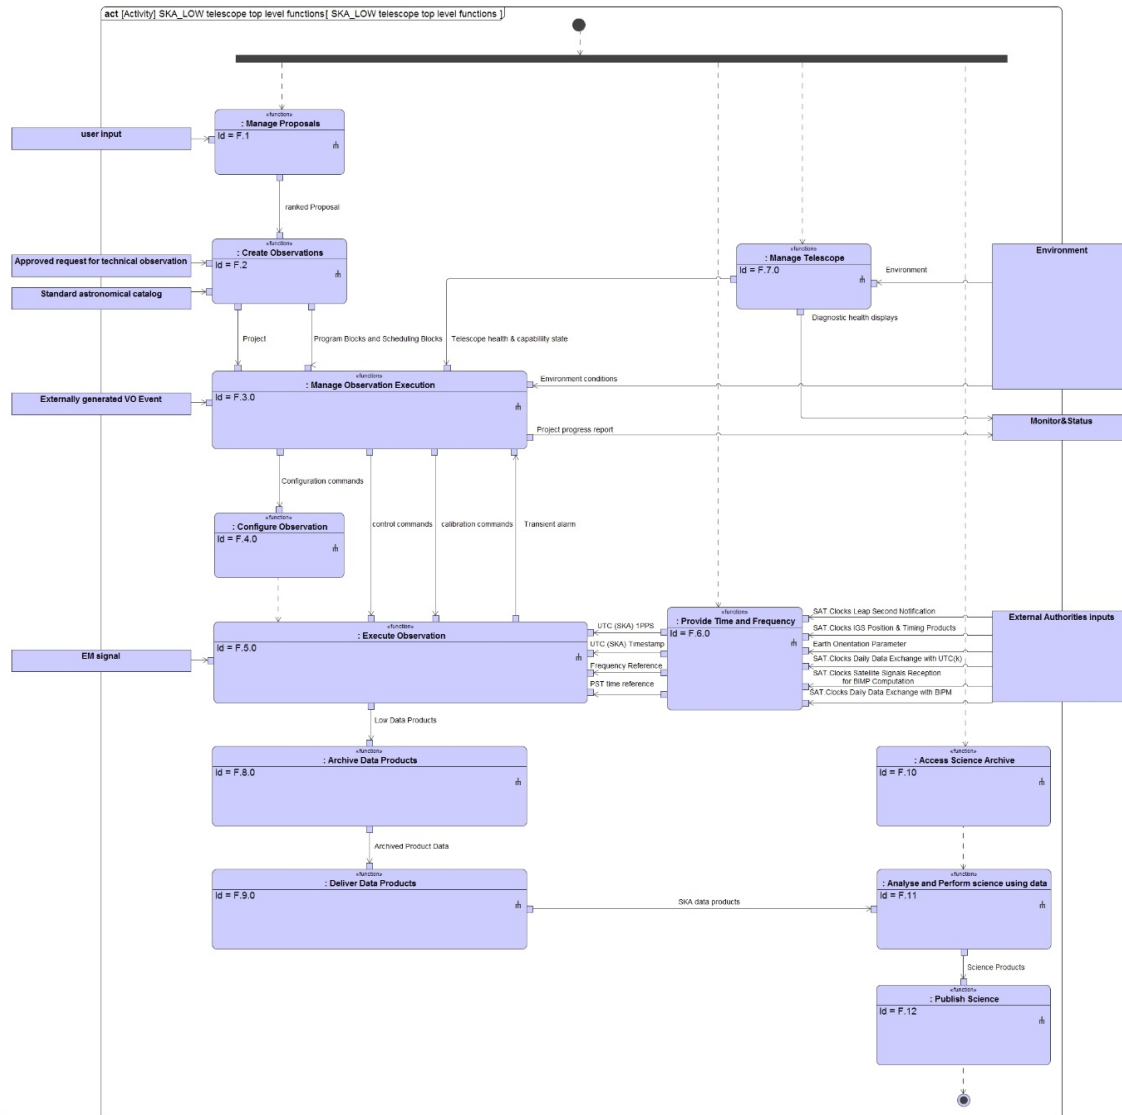 act [Activity] SKA_LOW telescope top level functions[ SKA_LOW telescope top level functions ]
«function»
: Manage Proposals
Id = F.1
user input
ranked Proposal
«function»
: Create Observations
Id = F.2
Approved request for technical observation
Standard astronomical catalog
«function»
: Manage Telescope
Id = F.7.0
Environment
Environment
Diagnostic health displays
Project
Program Blocks and Scheduling Blocks
Telescope health & capability state
«function»
: Manage Observation Execution
Id = F.3.0
Environment conditions
Externally generated VO Event
Monitor&Status
Project progress report
Configuration commands
«function»
: Configure Observation
Id = F.4.0
control commands
calibration commands
Transient alarm
«function»
: Execute Observation
Id = F.5.0
EM signal
UTC (SKA) 1PPS
UTC (SKA) Timestamp
Frequency Reference
PST time reference
«function»
: Provide Time and Frequency
Id = F.6.0
SAT.Clocks Leap Second Notification
SAT.Clocks IGS Position & Timing Products
Earth Orientation Parameter
SAT.Clocks Daily Data Exchange with UTC(k)
SAT.Clocks Satelite Signals Reception
for BIMP Computation
SAT.Clocks Daily Data Exchange with BIPM
External Authorities inputs
Low Data Products
«function»
: Archive Data Products
Id = F.8.0
«function»
: Access Science Archive
Id = F.10
Archived Product Data
«function»
: Deliver Data Products
Id = F.9.0
SKA data products
«function»
: Analyse and Perform science using data
Id = F.11
Science Products
«function»
: Publish Science
Id = F.12